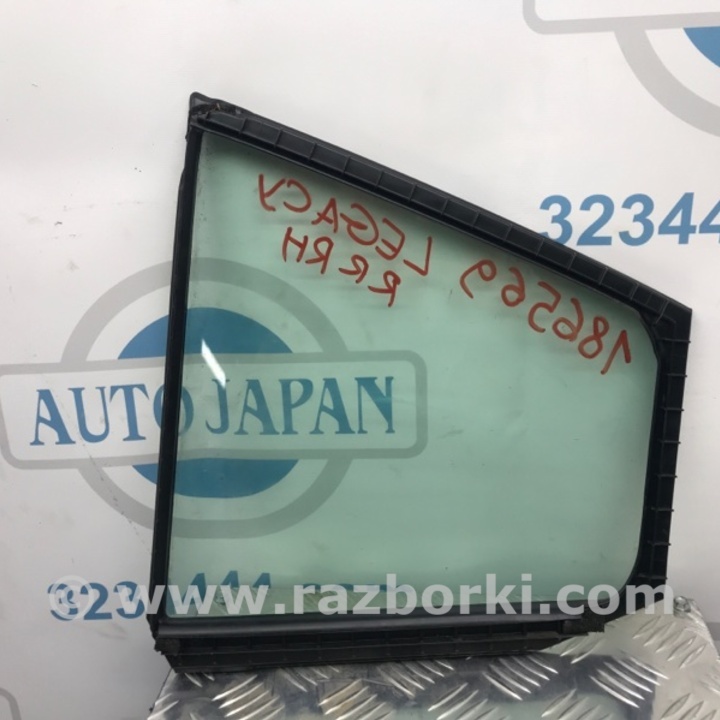 32344
186569 LEGACY
RR RH
AUTO JAPAN
www.razborki.com